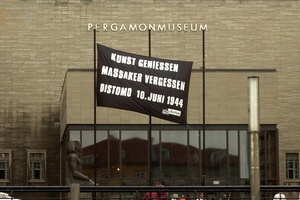 PERGAMONMUSEUM
KUNST GENIESSEN
MASSAKER VERGESSEN
DISTOMO 10. JUNI 1944